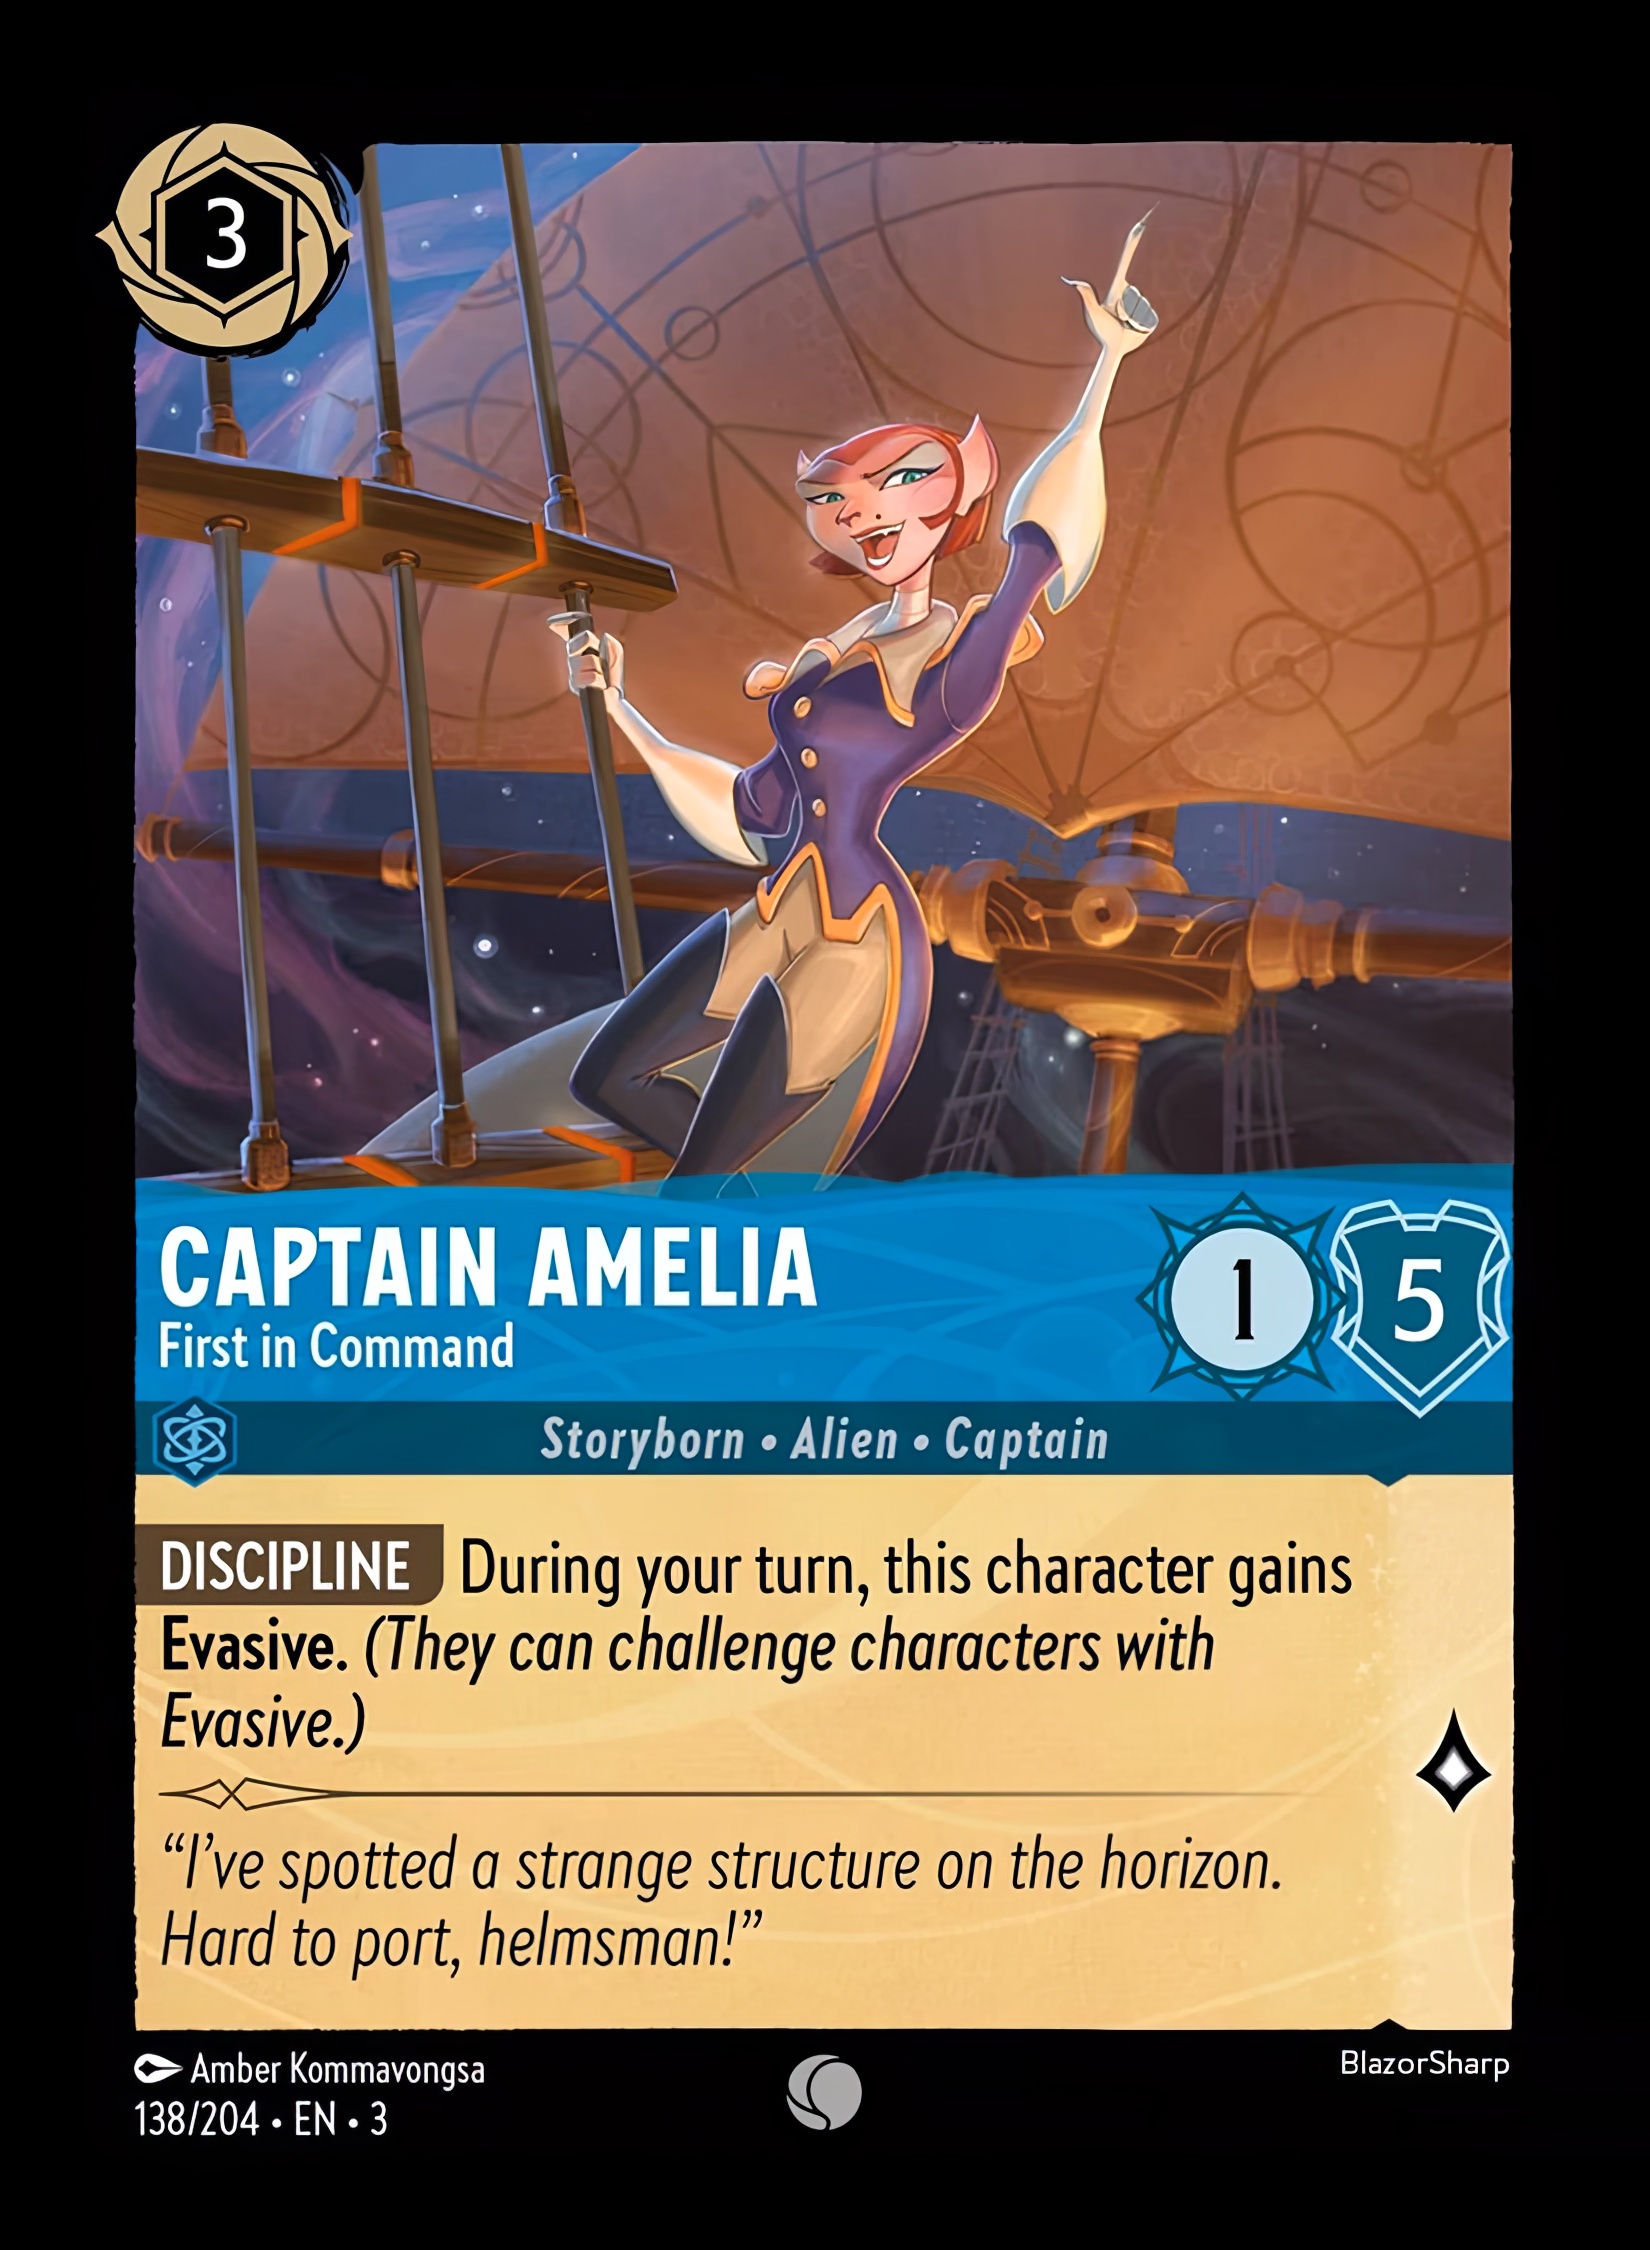 3
CAPTAIN AMELIA
First in Command
1
5
Storyborn • Alien • Captain
DISCIPLINE During your turn, this character gains
Evasive. (They can challenge characters with
Evasive.)
“I’ve spotted a strange structure on the horizon.
Hard to port, helmsman!”
Amber Kommavongsa
BlazorSharp
138/204 • EN • 3